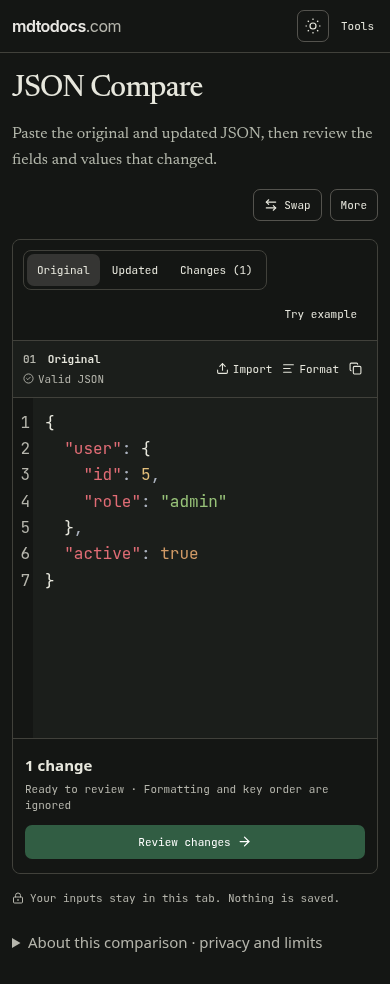 mdtodocs.com
Tools
JSON Compare
Paste the original and updated JSON, then review the
fields and values that changed.
Swap
More
Original
Updated
Changes (1)
Try example
01 Original
Valid JSON
Import
Format
1 {
2   "user": {
3     "id": 5,
4     "role": "admin"
5   },
6   "active": true
7 }
1 change
Ready to review · Formatting and key order are
ignored
Review changes →
Your inputs stay in this tab. Nothing is saved.
▶ About this comparison · privacy and limits